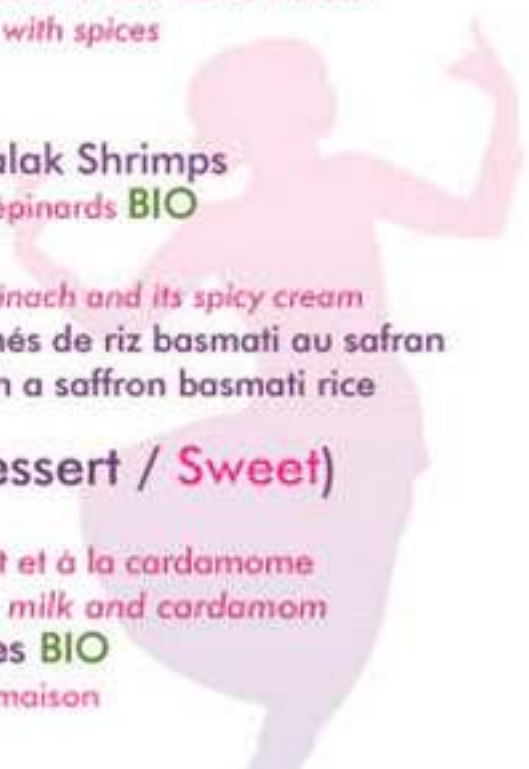 with spices
alak Shrimps
épinards BIO
inach and its spicy cream
nés de riz basmati au safran
n a saffron basmati rice
essert / Sweet)
t et à la cardamome
milk and cardamom
es BIO
maison